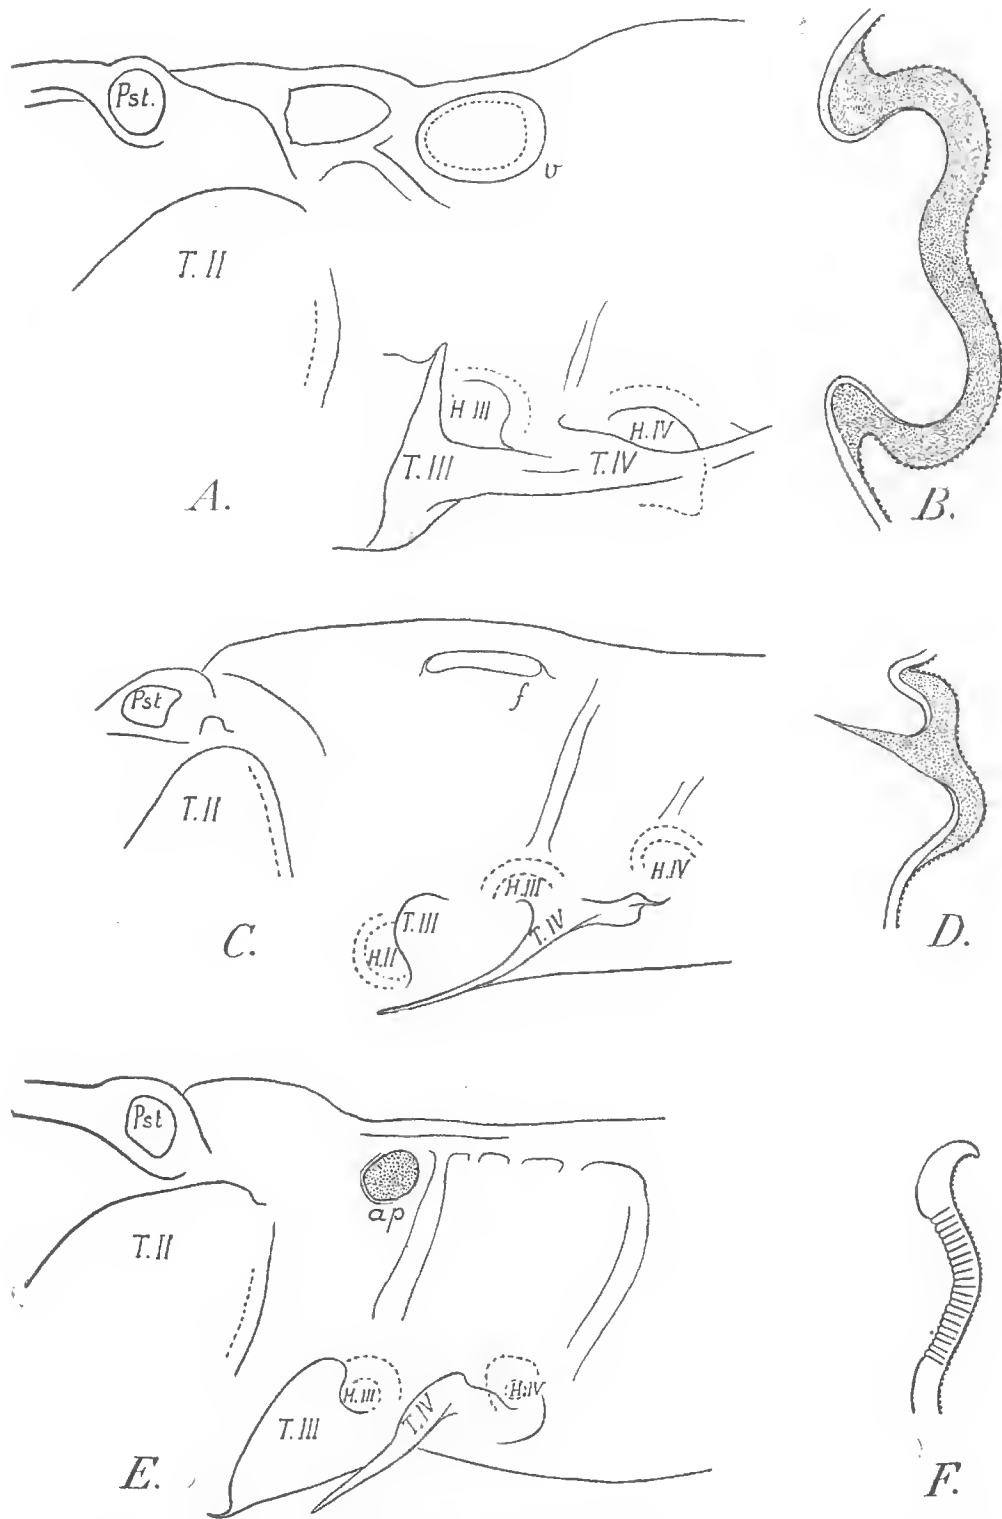 Pst.
v
T. II
H III
H. IV
T. III
T. IV
A.
B.
Pst
f
T. II
H. IV
H. III
T. III
T. IV
H. II
C.
D.
Pst
ap
T. II
H. III
H. IV
T. III
T. IV
E.
F.